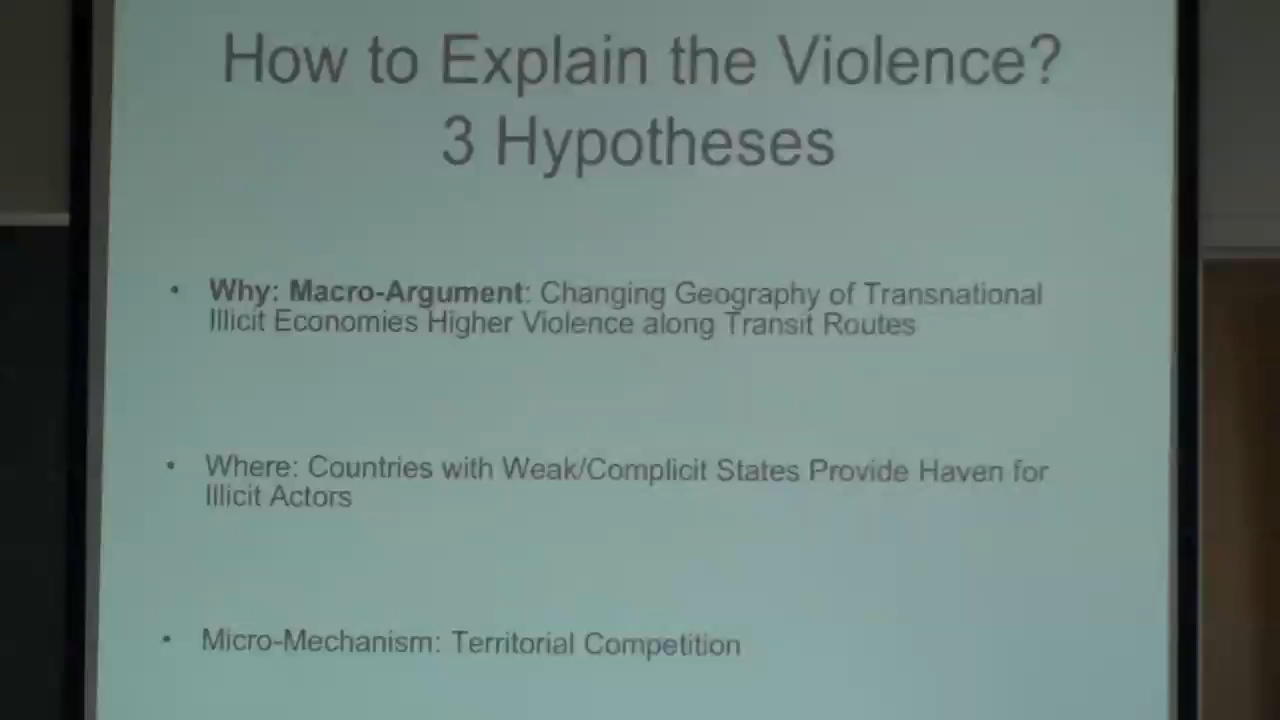 How to Explain the Violence?
3 Hypotheses
• Why: Macro-Argument: Changing Geography of Transnational
Illicit Economies Higher Violence along Transit Routes
• Where: Countries with Weak/Complicit States Provide Haven for
Illicit Actors
• Micro-Mechanism: Territorial Competition